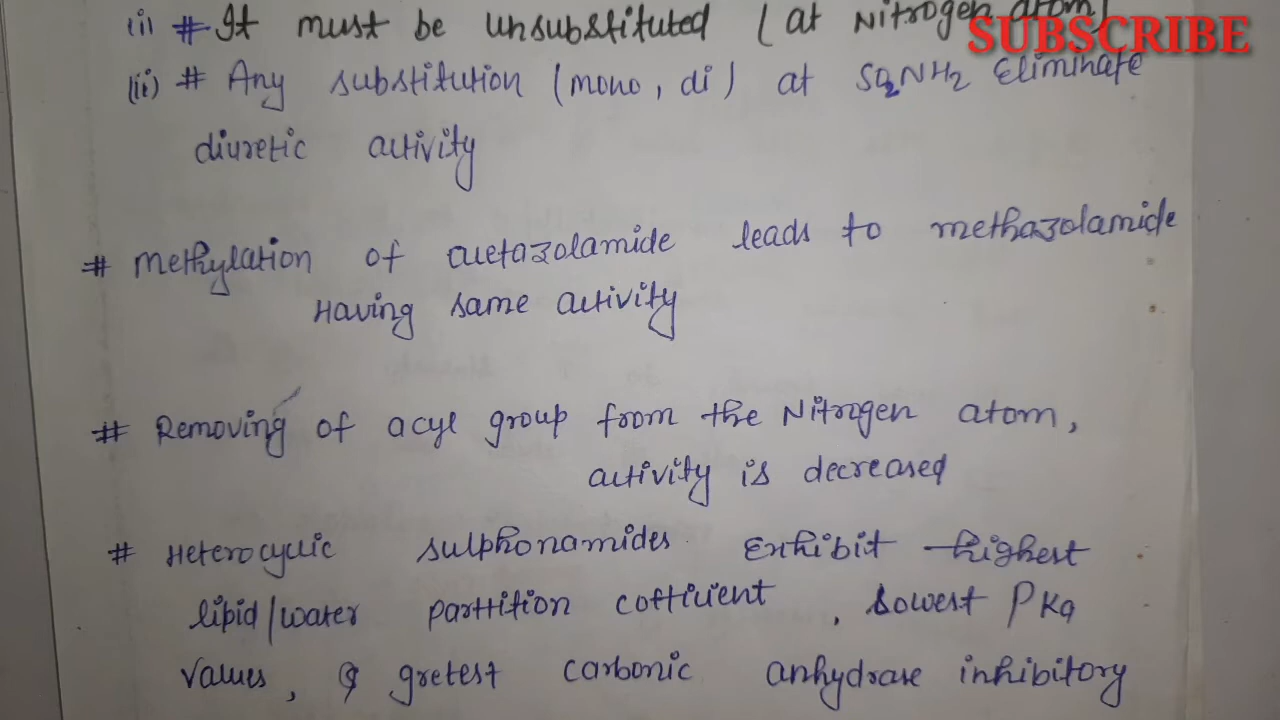 (i) # It must be unsubstituted (at Nitrogen atom)
SUBSCRIBE
(ii) # Any substitution (mono, di) at SO2NH2 Eliminate
diuretic activity
# Methylation of acetazolamide leads to methazolamide
Having same activity
# Removing of acyl group from the Nitrogen atom,
activity is decreased
# Heterocyclic sulphonamides Exhibit highest
lipid/water parttition cofficient , lowest PKa
values, & gretest carbonic anhydrase inhibitory